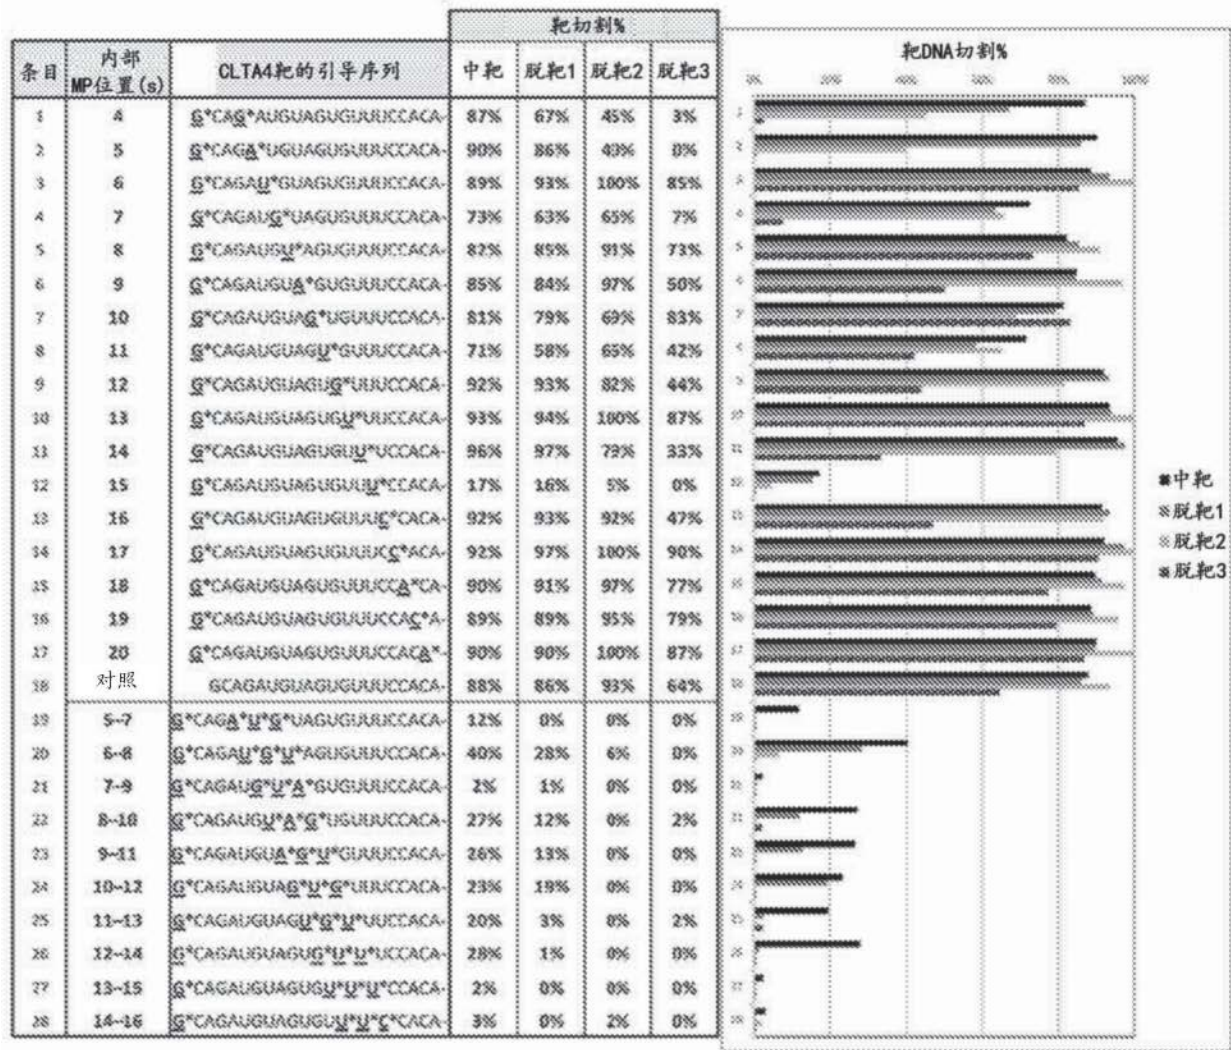 靶切割% 靶DNA切割%
条目 内部MP位置(s) CLTA4靶的引导序列 中靶 脱靶1 脱靶2 脱靶3
0% 100%
1 4 G*CAG*AUGUAGUGUUUCCACA- 87% 67% 45% 3%
2 5 G*CAGA*UGUAGUGUUUCCACA- 90% 86% 40% 0%
3 6 G*CAGAU*GUAGUGUUUCCACA- 89% 93% 100% 85%
4 7 G*CAGAUG*UAGUGUUUCCACA- 73% 63% 65% 7%
5 8 G*CAGAUGU*AGUGUUUCCACA- 82% 85% 91% 73%
6 9 G*CAGAUGUA*GUGUUUCCACA- 85% 84% 97% 50%
7 10 G*CAGAUGUAG*UGUUUCCACA- 81% 79% 69% 83%
8 11 G*CAGAUGUAGU*GUUUCCACA- 71% 58% 65% 42%
9 12 G*CAGAUGUAGUG*UUUCCACA- 92% 93% 82% 44%
10 13 G*CAGAUGUAGUGU*UUCCACA- 93% 94% 100% 87%
11 14 G*CAGAUGUAGUGUU*UCCACA- 96% 97% 79% 33%
12 15 G*CAGAUGUAGUGUUU*CCACA- 17% 16% 5% 0%
13 16 G*CAGAUGUAGUGUUUC*CACA- 92% 93% 92% 47%
14 17 G*CAGAUGUAGUGUUUCC*ACA- 92% 97% 100% 90%
15 18 G*CAGAUGUAGUGUUUCCA*CA- 90% 91% 97% 77%
16 19 G*CAGAUGUAGUGUUUCCAC*A- 89% 89% 95% 79%
17 20 G*CAGAUGUAGUGUUUCCACA*- 90% 90% 100% 87%
18 对照 GCAGAUGUAGUGUUUCCACA- 88% 86% 93% 64%
19 5-7 G*CAGA*U*G*UAGUGUUUCCACA- 12% 0% 0% 0%
20 6-8 G*CAGAU*G*U*AGUGUUUCCACA- 40% 28% 6% 0%
21 7-9 G*CAGAUG*U*A*GUGUUUCCACA- 2% 1% 0% 0%
22 8-10 G*CAGAUGU*A*G*UGUUUCCACA- 27% 12% 0% 2%
23 9-11 G*CAGAUGUA*G*U*GUUUCCACA- 26% 13% 0% 0%
24 10-12 G*CAGAUGUAG*U*G*UUUCCACA- 23% 19% 0% 0%
25 11-13 G*CAGAUGUAGU*G*U*UUCCACA- 20% 3% 0% 2%
26 12-14 G*CAGAUGUAGUG*U*U*UCCACA- 28% 1% 0% 0%
27 13-15 G*CAGAUGUAGUGU*U*U*CCACA- 2% 0% 0% 0%
28 14-16 G*CAGAUGUAGUGUU*U*C*CACA- 3% 0% 2% 0%
中靶
脱靶1
脱靶2
脱靶3